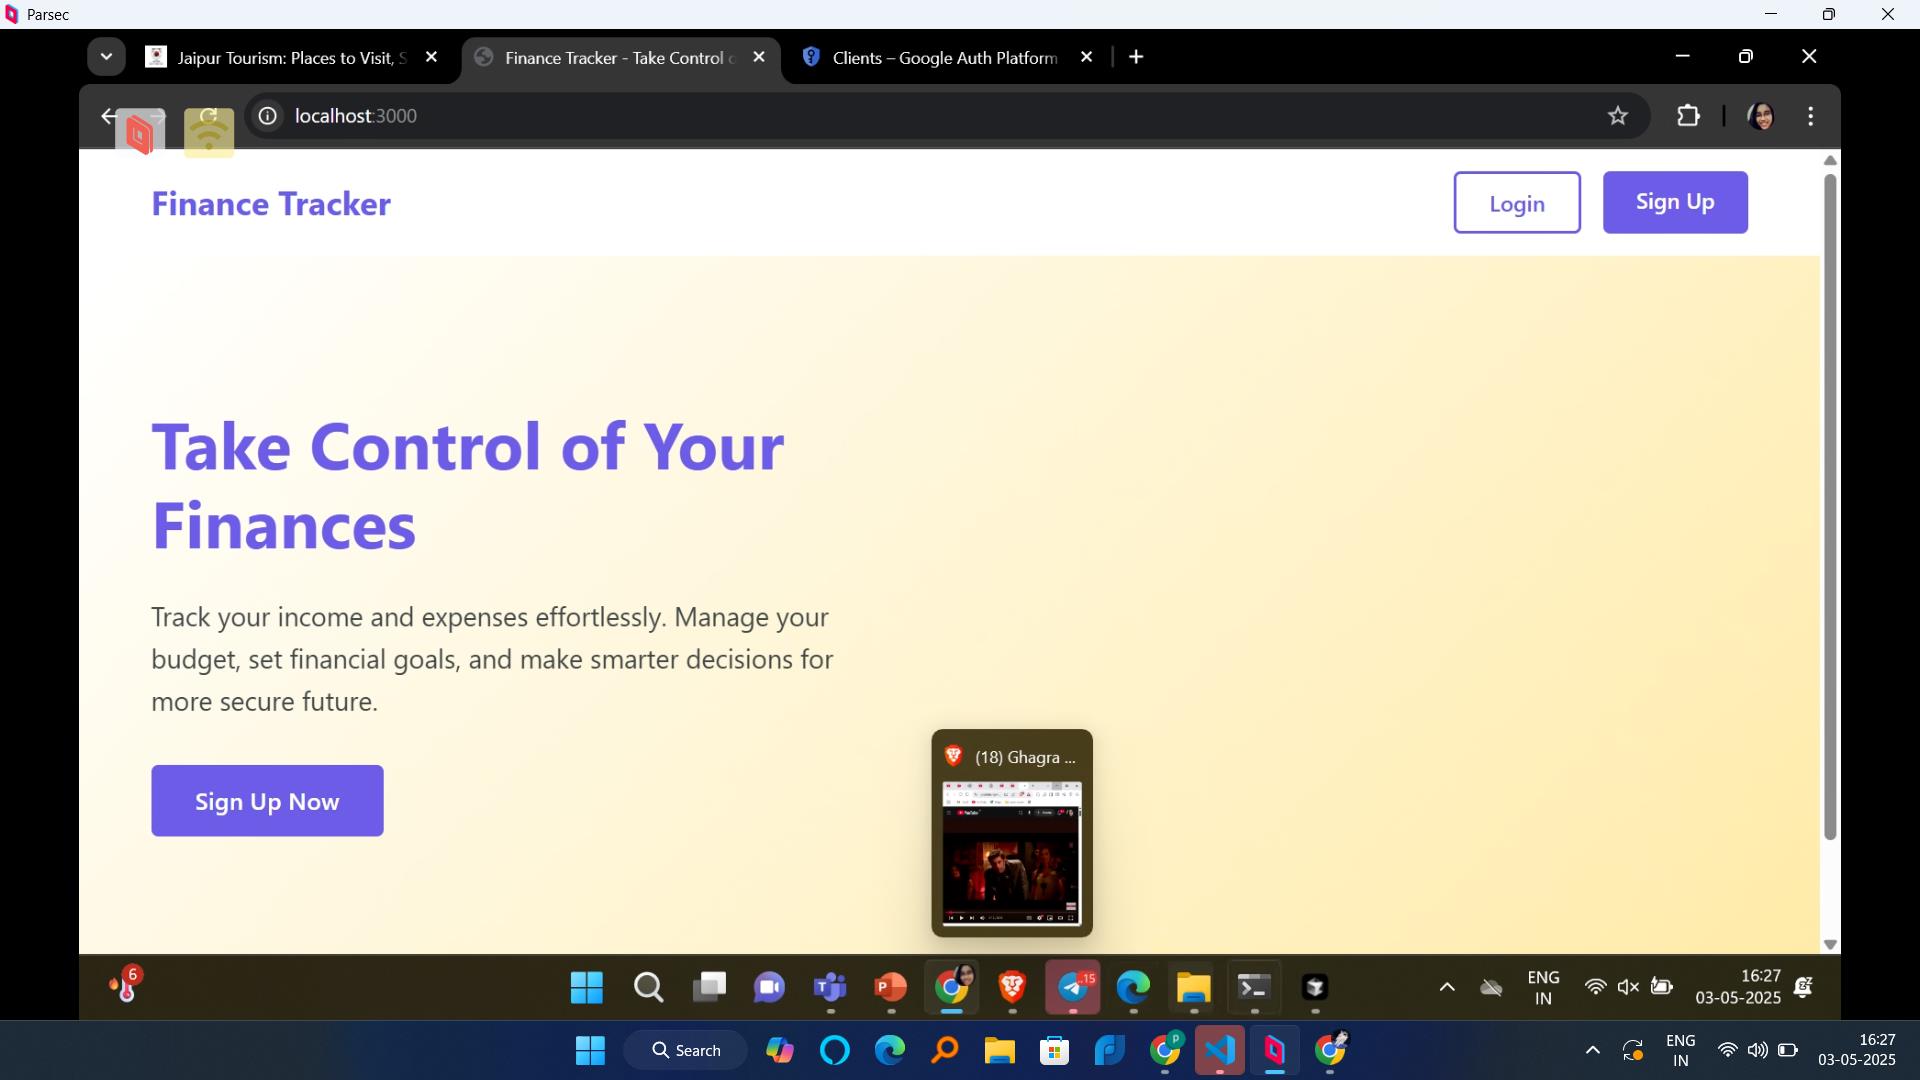 Parsec
Jaipur Tourism: Places to Visit, S
Finance Tracker - Take Control o
Clients – Google Auth Platform
localhost:3000
Finance Tracker
Login
Sign Up
Take Control of Your
Finances
Track your income and expenses effortlessly. Manage your
budget, set financial goals, and make smarter decisions for
more secure future.
Sign Up Now
(18) Ghagra ...
6
15
ENG
IN
16:27
03-05-2025
Search
P
ENG
IN
16:27
03-05-2025